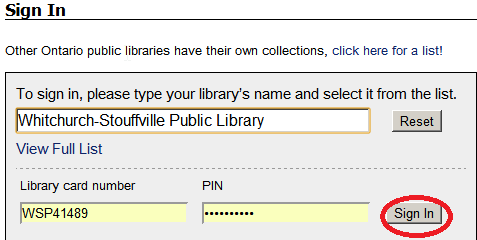 Sign In
Other Ontario public libraries have their own collections, click here for a list!
To sign in, please type your library's name and select it from the list.
Whitchurch-Stouffville Public Library Reset
View Full List
Library card number PIN
WSP41489 •••••••••• Sign In